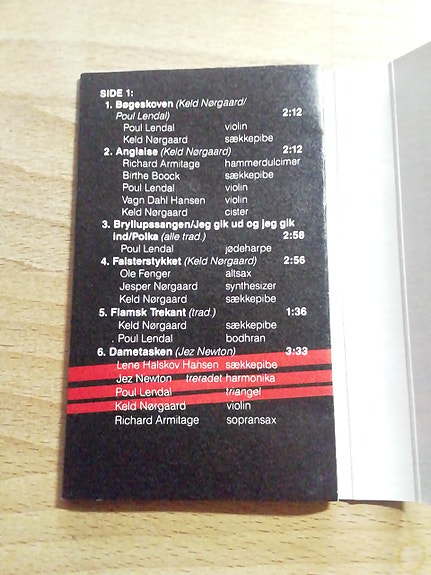 SIDE 1:
1. Bøgeskoven (Keld Nørgaard/
Poul Lendal) 2:12
Poul Lendal violin
Keld Nørgaard sækkepibe
2. Anglaise (Keld Nørgaard) 2:12
Richard Armitage hammerdulcimer
Birthe Boock sækkepibe
Poul Lendal violin
Vagn Dahl Hansen violin
Keld Nørgaard cister
3. Bryllupssangen/Jeg gik ud og jeg gik
ind/Polka (alle trad.) 2:58
Poul Lendal jødeharpe
4. Falsterstykket (Keld Nørgaard) 2:56
Ole Fenger altsax
Jesper Nørgaard synthesizer
Keld Nørgaard sækkepibe
5. Flamsk Trekant (trad.) 1:36
Keld Nørgaard sækkepibe
Poul Lendal bodhran
6. Dametasken (Jez Newton) 3:33
Lene Halskov Hansen sækkepibe
Jez Newton treradet harmonika
Poul Lendal triangel
Keld Nørgaard violin
Richard Armitage sopransax